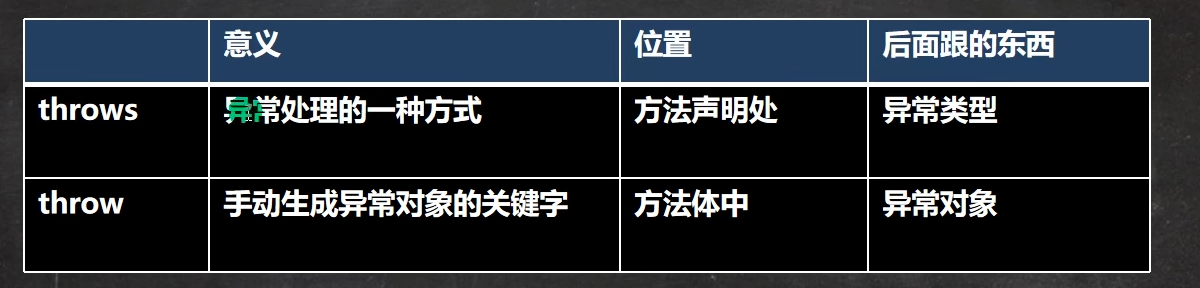 意义 位置 后面跟的东西
throws 异常处理的一种方式 方法声明处 异常类型
throw 手动生成异常对象的关键字 方法体中 异常对象